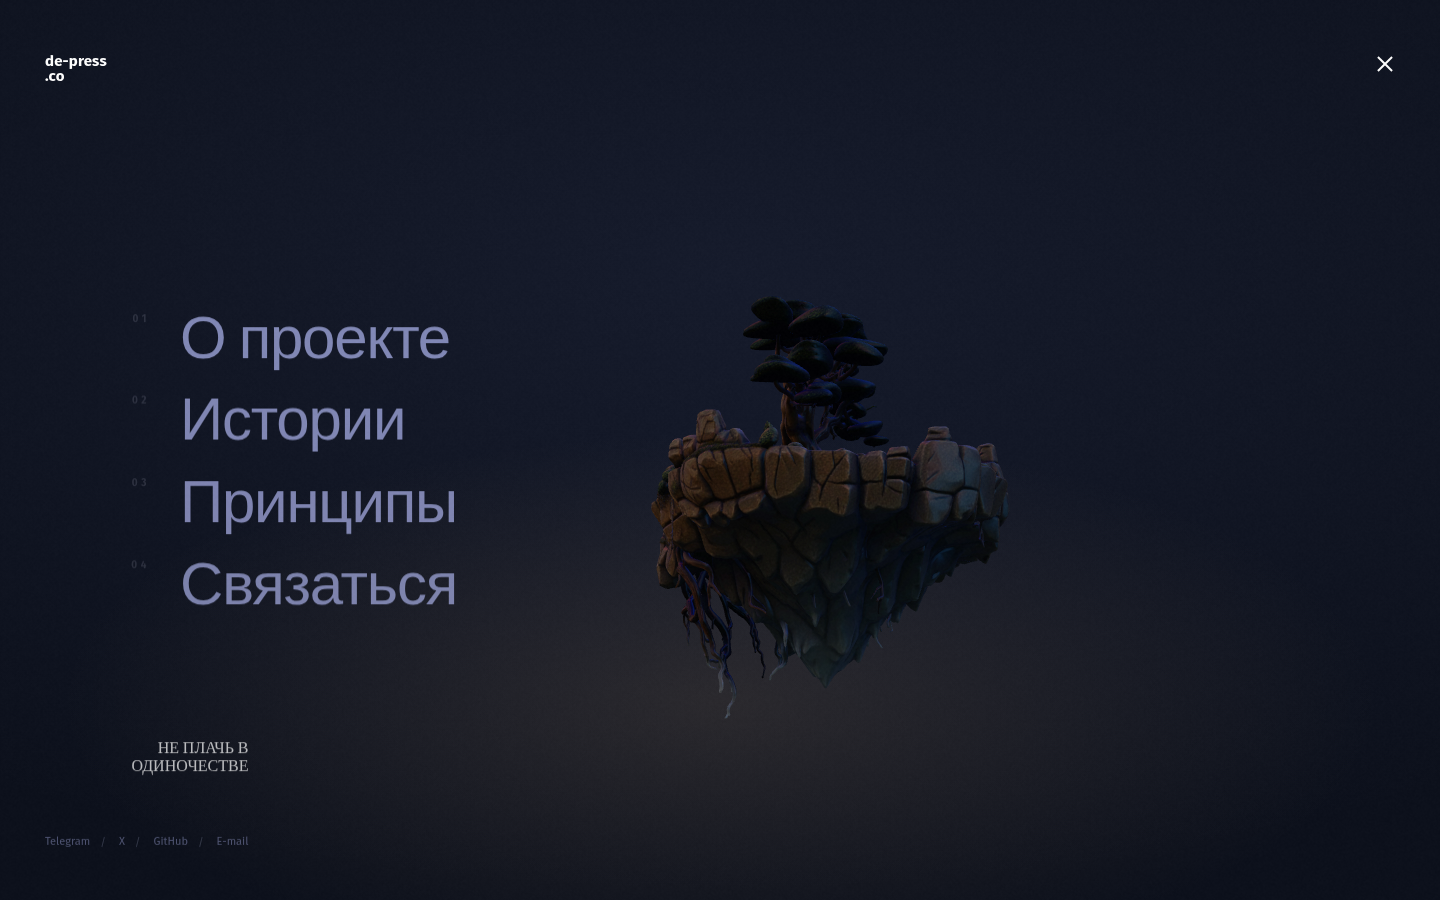 de-press
.co
01
О проекте
02
Истории
03
Принципы
04
Связаться
НЕ ПЛАЧЬ В
ОДИНОЧЕСТВЕ
Telegram / X / GitHub / E-mail